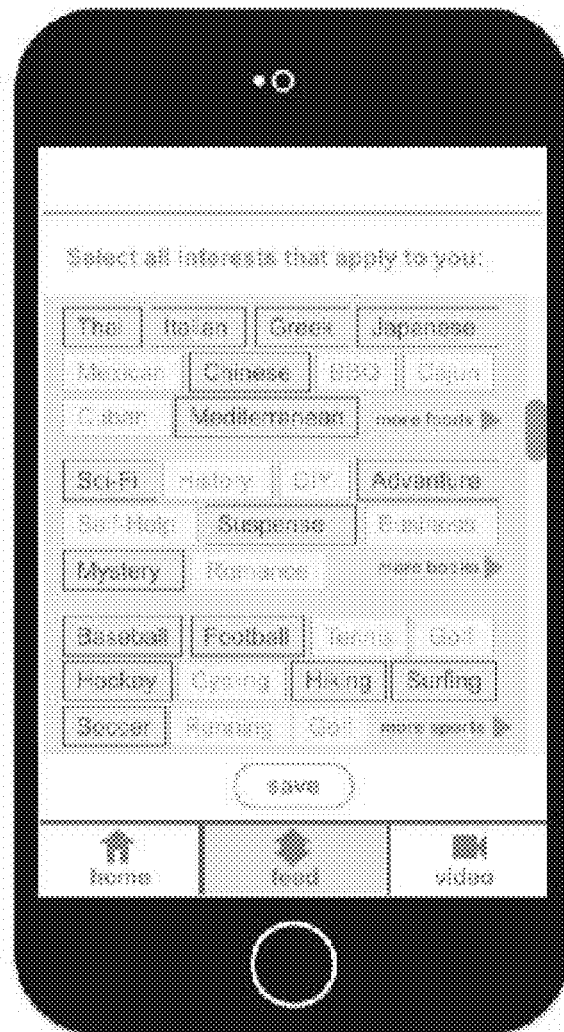 Select all interests that apply to you:
Thai Italian Greek Japanese
Mexican Chinese BBQ Cajun
Cuban Mediterranean more foods
Sci-Fi History DIY Adventure
Self-Help Suspense Business
Mystery Romance more books
Baseball Football Tennis Golf
Hockey Cycling Hiking Surfing
Soccer Running Golf more sports
save
home feed video